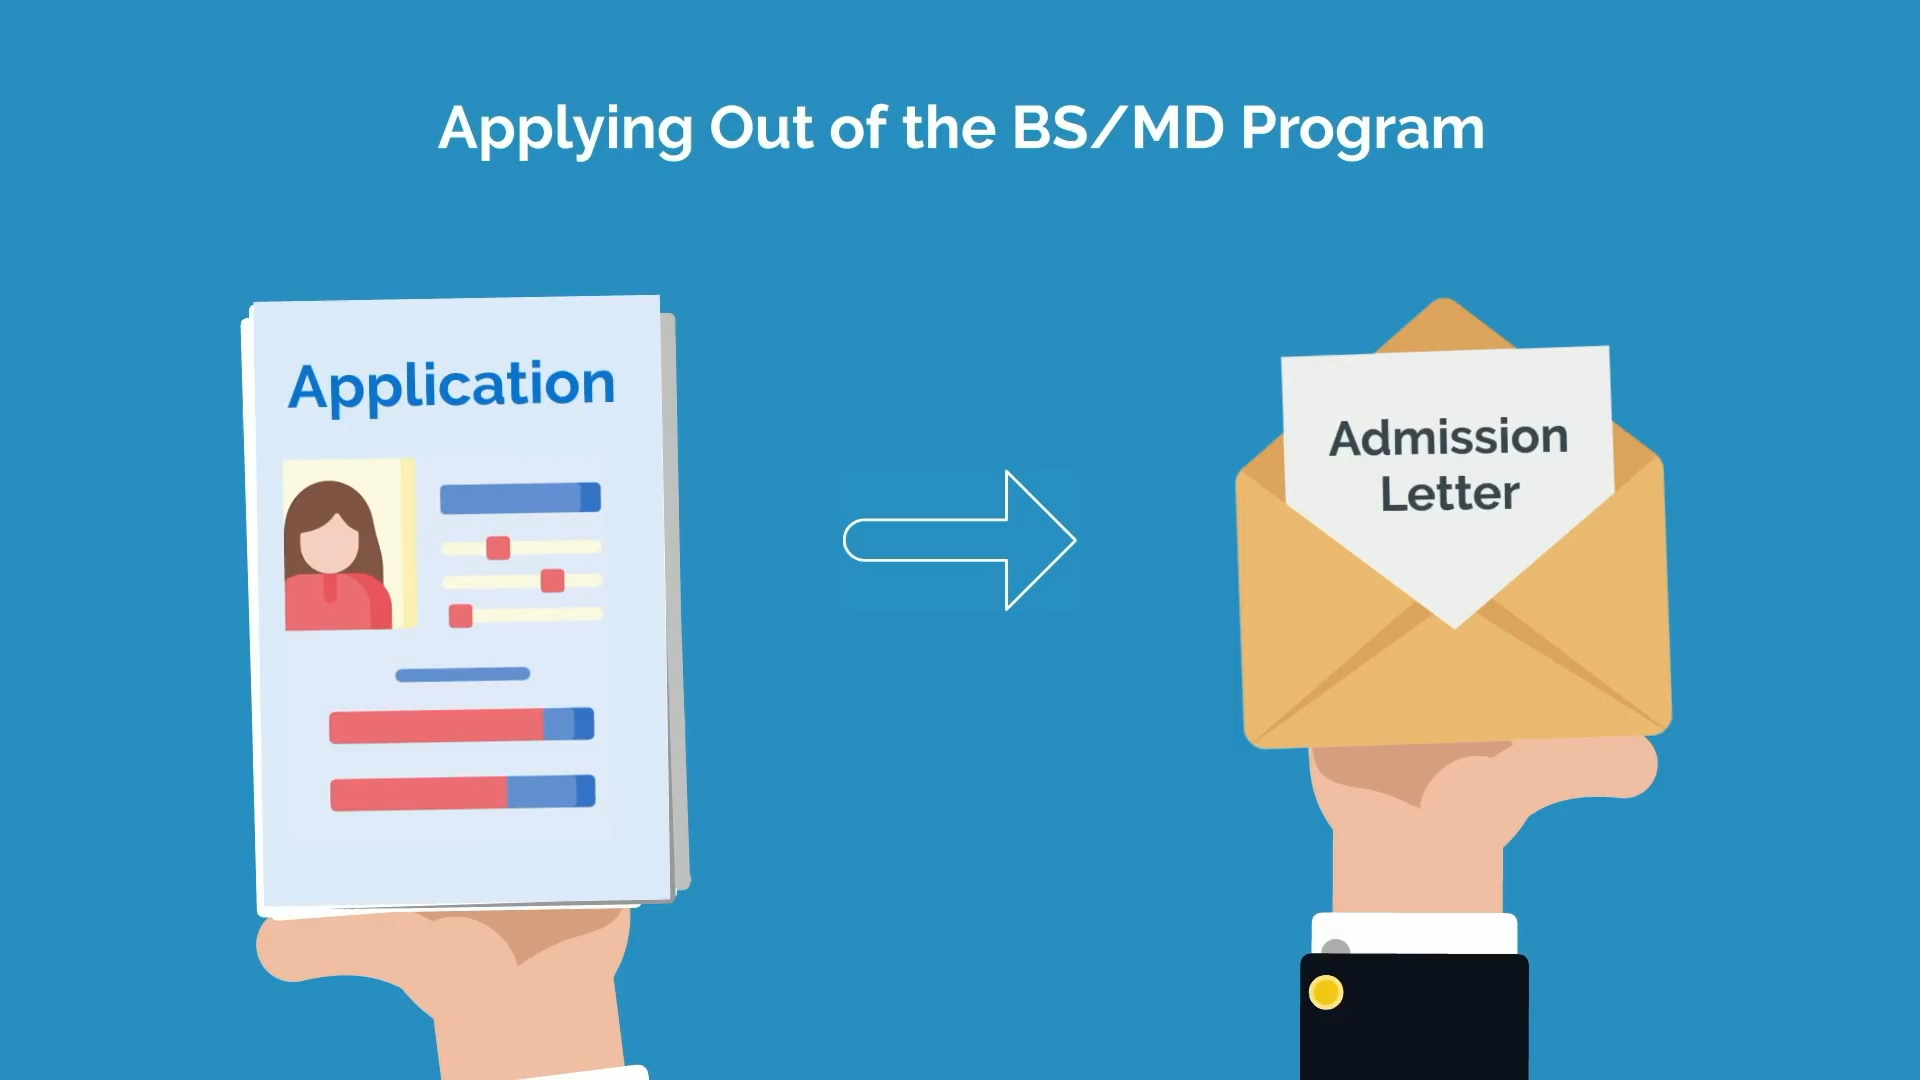 Applying Out of the BS/MD Program
Application
Admission
Letter